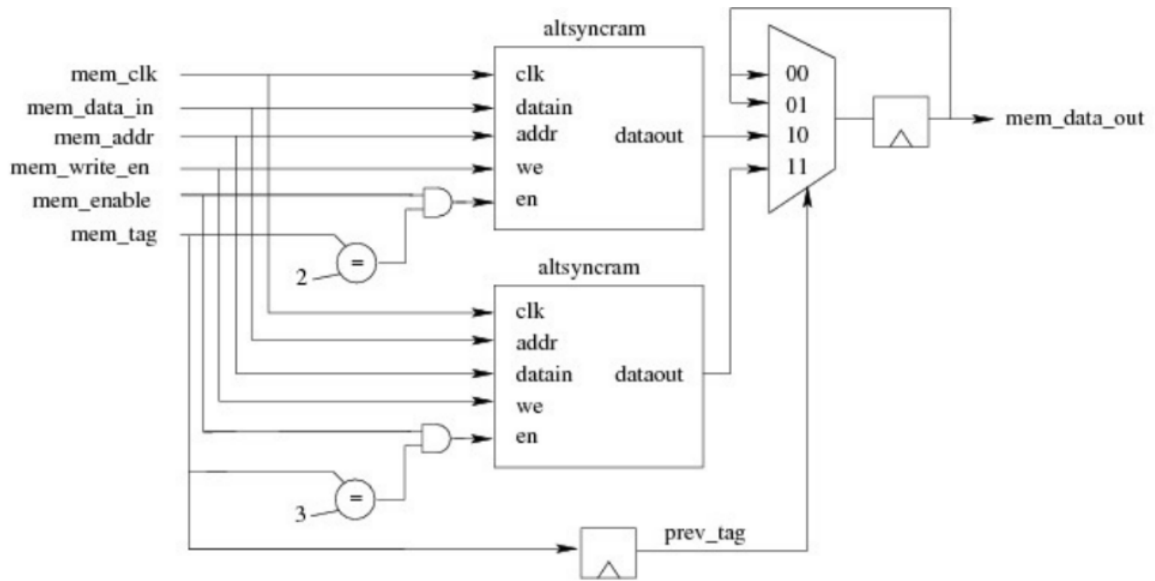 altsyncram
mem_clk
mem_data_in
mem_addr
mem_write_en
mem_enable
mem_tag
2
clk
datain
addr
we
en
dataout
00
01
10
11
mem_data_out
=
altsyncram
clk
addr
datain
we
en
dataout
3
=
prev_tag